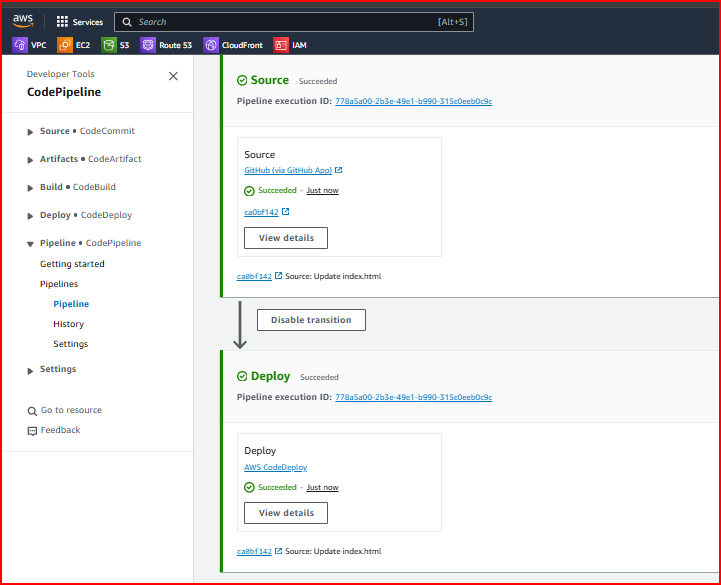 aws
Services
Search
[Alt+S]
VPC
EC2
S3
Route 53
CloudFront
IAM
Developer Tools
CodePipeline
Source • CodeCommit
Artifacts • CodeArtifact
Build • CodeBuild
Deploy • CodeDeploy
Pipeline • CodePipeline
Getting started
Pipelines
Pipeline
History
Settings
Settings
Go to resource
Feedback
Source Succeeded
Pipeline execution ID: 778a5a00-2b3e-49e1-b990-315c0eeb0c9c
Source
GitHub (via GitHub App)
Succeeded - Just now
ca0bf142
View details
ca0bf142 Source: Update index.html
Disable transition
Deploy Succeeded
Pipeline execution ID: 778a5a00-2b3e-49e1-b990-315c0eeb0c9c
Deploy
AWS CodeDeploy
Succeeded - Just now
View details
ca0bf142 Source: Update index.html